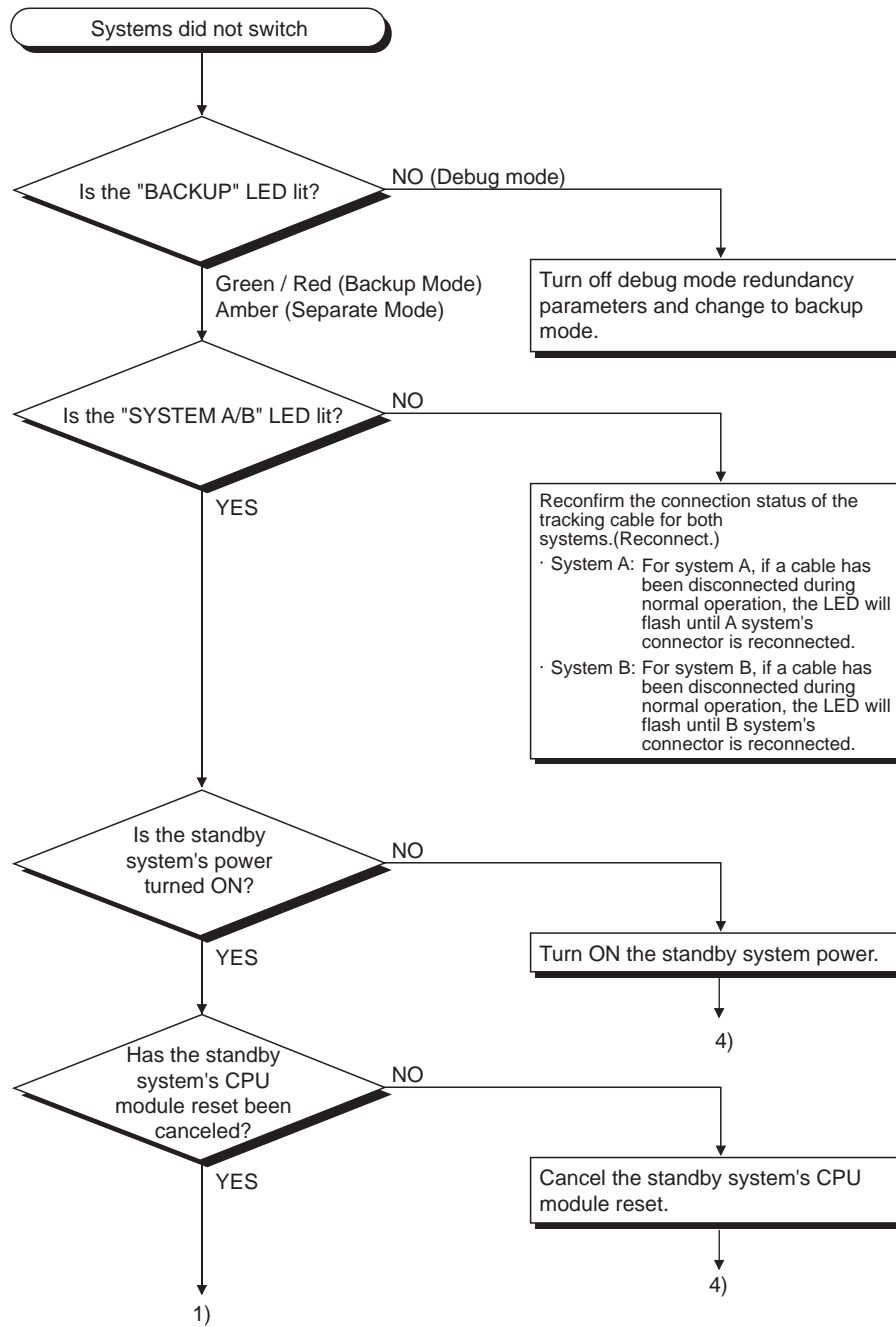 Systems did not switch
Is the "BACKUP" LED lit?
NO (Debug mode)
Green / Red (Backup Mode)
Amber (Separate Mode)
Turn off debug mode redundancy
parameters and change to backup
mode.
Is the "SYSTEM A/B" LED lit?
NO
YES
Reconfirm the connection status of the
tracking cable for both
systems.(Reconnect.)
· System A: For system A, if a cable has
been disconnected during
normal operation, the LED will
flash until A system's
connector is reconnected.
· System B: For system B, if a cable has
been disconnected during
normal operation, the LED will
flash until B system's
connector is reconnected.
Is the standby
system's power
turned ON?
NO
YES
Turn ON the standby system power.
4)
Has the standby
system's CPU
module reset been
canceled?
NO
YES
Cancel the standby system's CPU
module reset.
4)
1)